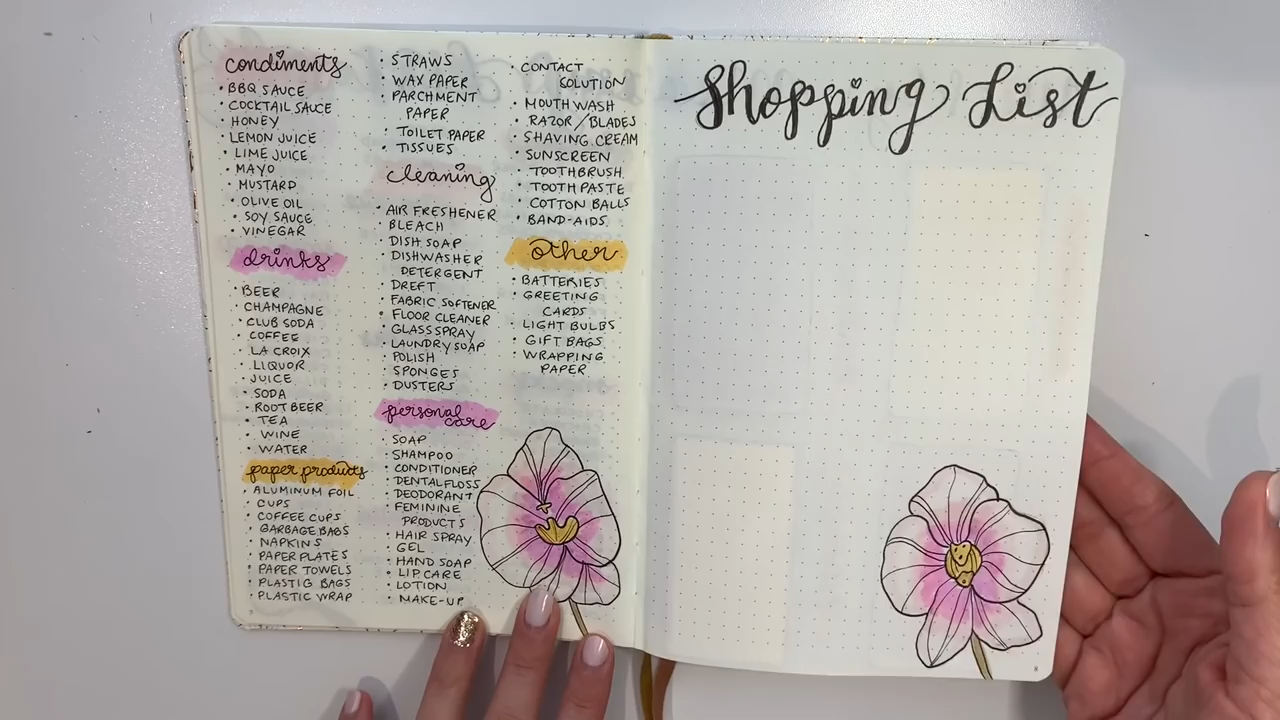 condiments
• BBQ SAUCE
• COCKTAIL SAUCE
• HONEY
• LEMON JUICE
• LIME JUICE
• MAYO
• MUSTARD
• OLIVE OIL
• SOY SAUCE
• VINEGAR
drinks
• BEER
• CHAMPAGNE
• CLUB SODA
• COFFEE
• LA CROIX
• LIQUOR
• JUICE
• SODA
• ROOT BEER
• TEA
• WINE
• WATER
paper products
• ALUMINUM FOIL
• CUPS
• COFFEE CUPS
• GARBAGE BAGS
• NAPKINS
• PAPER PLATES
• PAPER TOWELS
• PLASTIG BAGS
• PLASTIC WRAP
• STRAWS
• WAX PAPER
• PARCHMENT
PAPER
• TOILET PAPER
• TISSUES
cleaning
• AIR FRESHENER
• BLEACH
• DISH SOAP
• DISHWASHER
DETERGENT
• DREFT
• FABRIC SOFTENER
• FLOOR CLEANER
• GLASS SPRAY
• LAUNDRY SOAP
• POLISH
• SPONGES
• DUSTERS
personal care
• SOAP
• SHAMPOO
• CONDITIONER
• DENTAL FLOSS
• DEODORANT
• FEMININE
PRODUCTS
• HAIR SPRAY
• GEL
• HAND SOAP
• LIP CARE
• LOTION
• MAKE-UP
• CONTACT
SOLUTION
• MOUTH WASH
• RAZOR / BLADES
• SHAVING CREAM
• SUNSCREEN
• TOOTHBRUSH
• TOOTH PASTE
• COTTON BALLS
• BAND-AIDS
other
• BATTERIES
• GREETING
CARDS
• LIGHT BULBS
• GIFT BAGS
• WRAPPING
PAPER
Shopping List
8